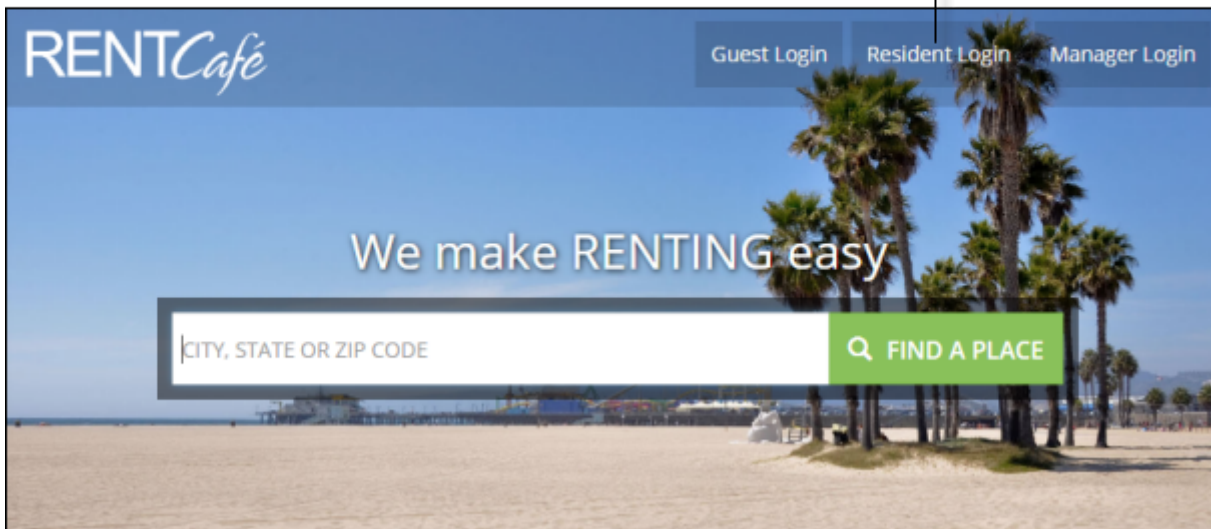 RENTCafé
Guest Login Resident Login Manager Login
We make RENTING easy
CITY, STATE OR ZIP CODE
FIND A PLACE